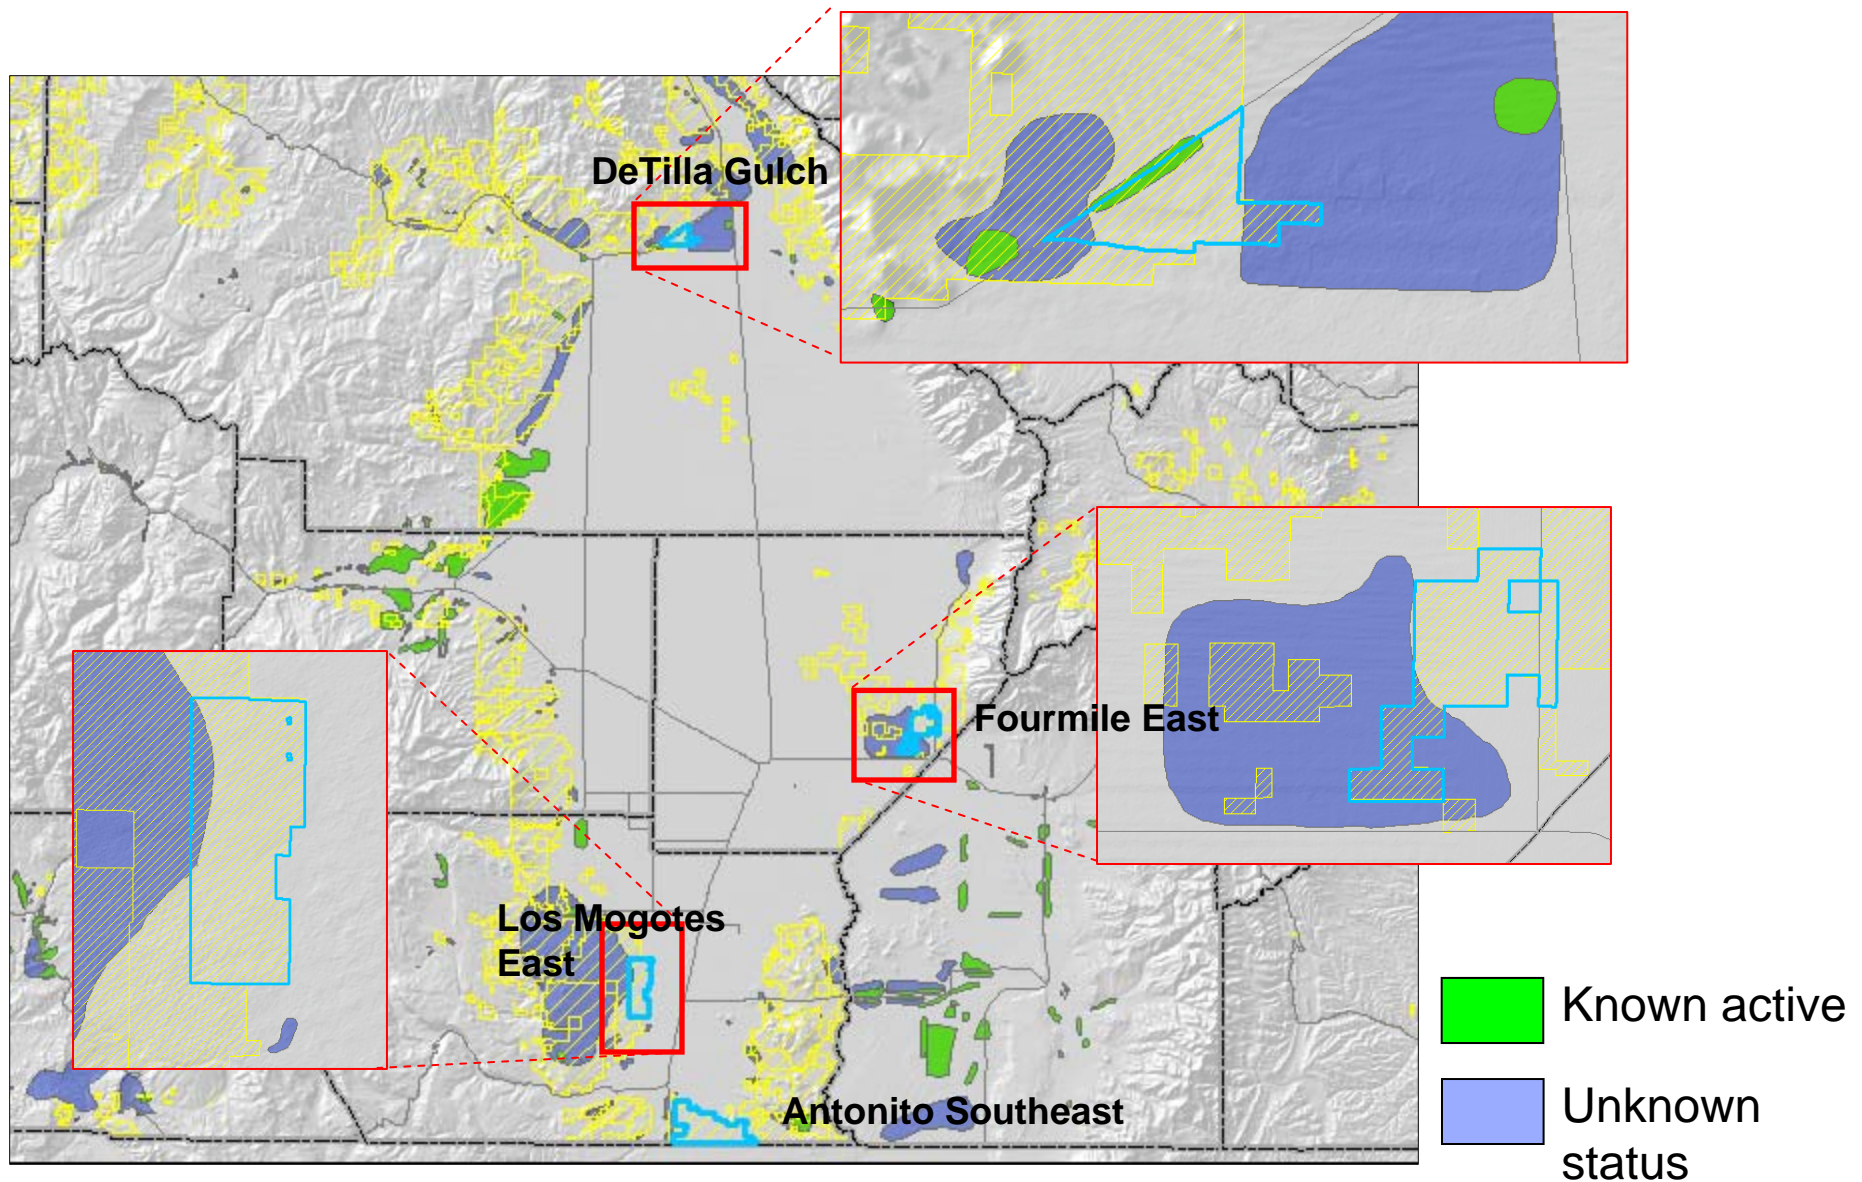 DeTilla Gulch
Fourmile East
Los Mogotes
East
Antonito Southeast
Known active
Unknown
status